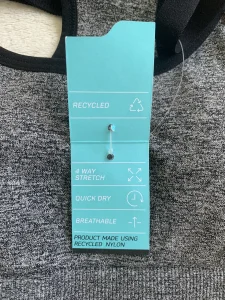 RECYCLED
4 WAY
STRETCH
QUICK DRY
BREATHABLE
PRODUCT MADE USING
RECYCLED NYLON